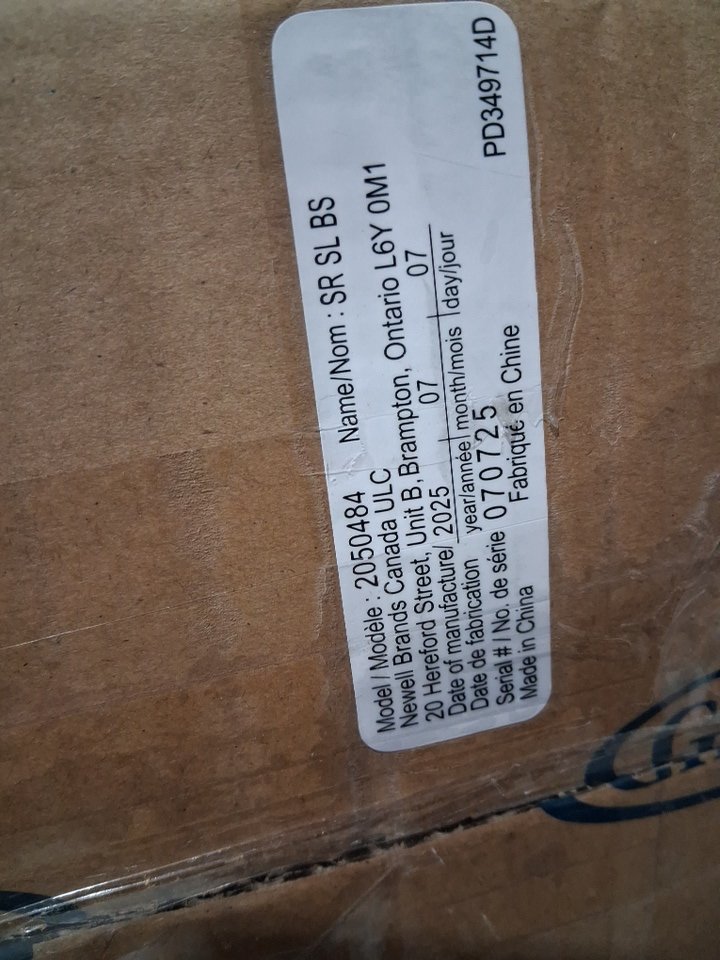 Model / Modèle : 2050484 Name/Nom : SR SL BS
Newell Brands Canada ULC
20 Hereford Street, Unit B, Brampton, Ontario L6Y 0M1
Date of manufacture/ 2025 07 07
Date de fabrication year/année month/mois day/jour
Serial # / No. de série 070725
Made in China Fabriqué en Chine
PD349714D